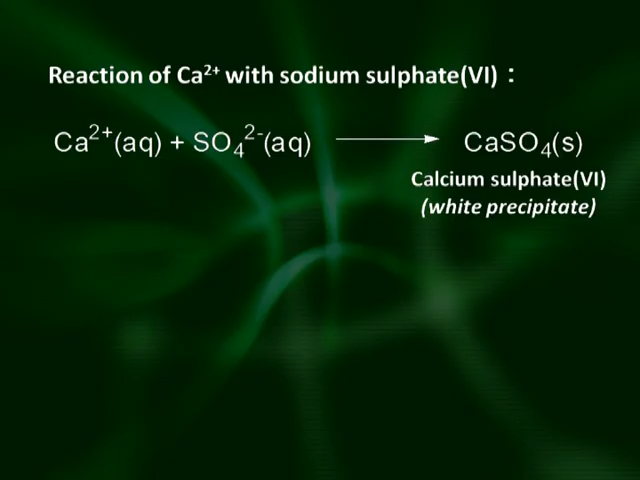 Reaction of Ca²⁺ with sodium sulphate(VI)：
Ca²⁺(aq) + SO₄²⁻(aq) ⟶ CaSO₄(s)
Calcium sulphate(VI)
(white precipitate)